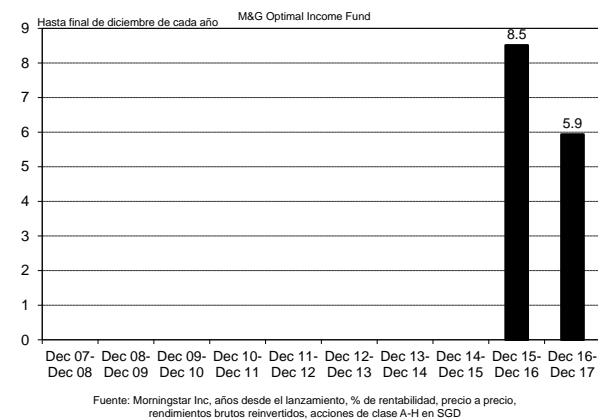 M&G Optimal Income Fund
Hasta final de diciembre de cada año
9
8
7
6
5
4
3
2
1
0
8.5
5.9
Dec 07- Dec 08- Dec 09- Dec 10- Dec 11- Dec 12- Dec 13- Dec 14- Dec 15- Dec 16-
Dec 08 Dec 09 Dec 10 Dec 11 Dec 12 Dec 13 Dec 14 Dec 15 Dec 16 Dec 17
Fuente: Morningstar Inc, años desde el lanzamiento, % de rentabilidad, precio a precio,
rendimientos brutos reinvertidos, acciones de clase A-H en SGD